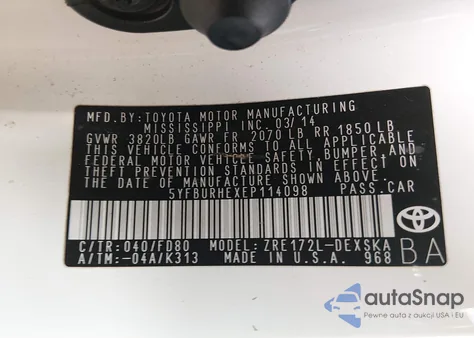 MFD. BY: TOYOTA MOTOR MANUFACTURING
MISSISSIPPI INC. 03/14
GVWR 3820LB GAWR FR 2070 LB RR 1850 LB
THIS VEHICLE CONFORMS TO ALL APPLICABLE
FEDERAL MOTOR VEHICLE SAFETY, BUMPER, AND
THEFT PREVENTION STANDARDS IN EFFECT ON
THE DATE OF MANUFACTURE SHOWN ABOVE.
5YFBURHEXEP114098 PASS.CAR
TOYOTA
C/TR: 040/FD80 MODEL: ZRE172L-DEXSKA BA
A/TM: -04A/K313 MADE IN U.S.A. 968
autoSnap
Pewne auta z aukcji USA i EU